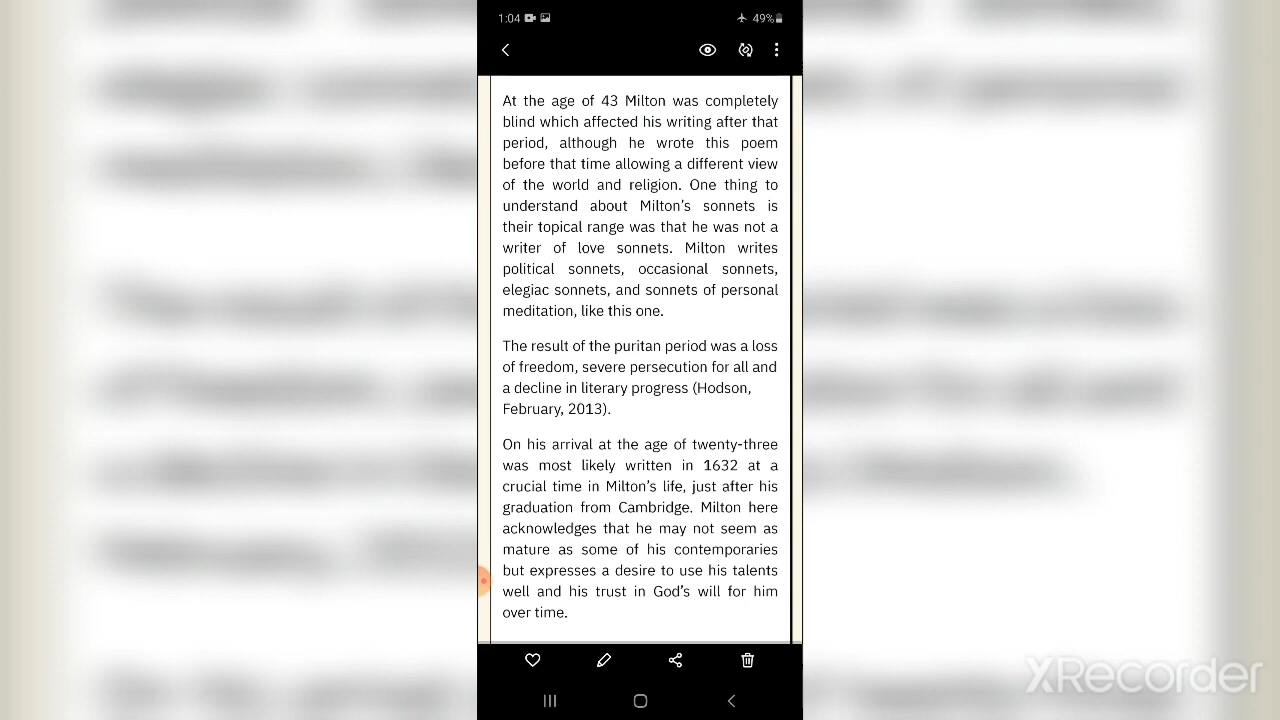 1:04
49%
At the age of 43 Milton was completely
blind which affected his writing after that
period, although he wrote this poem
before that time allowing a different view
of the world and religion. One thing to
understand about Milton's sonnets is
their topical range was that he was not a
writer of love sonnets. Milton writes
political sonnets, occasional sonnets,
elegiac sonnets, and sonnets of personal
meditation, like this one.
The result of the puritan period was a loss
of freedom, severe persecution for all and
a decline in literary progress (Hodson,
February, 2013).
On his arrival at the age of twenty-three
was most likely written in 1632 at a
crucial time in Milton's life, just after his
graduation from Cambridge. Milton here
acknowledges that he may not seem as
mature as some of his contemporaries
but expresses a desire to use his talents
well and his trust in God's will for him
over time.
XRecorder